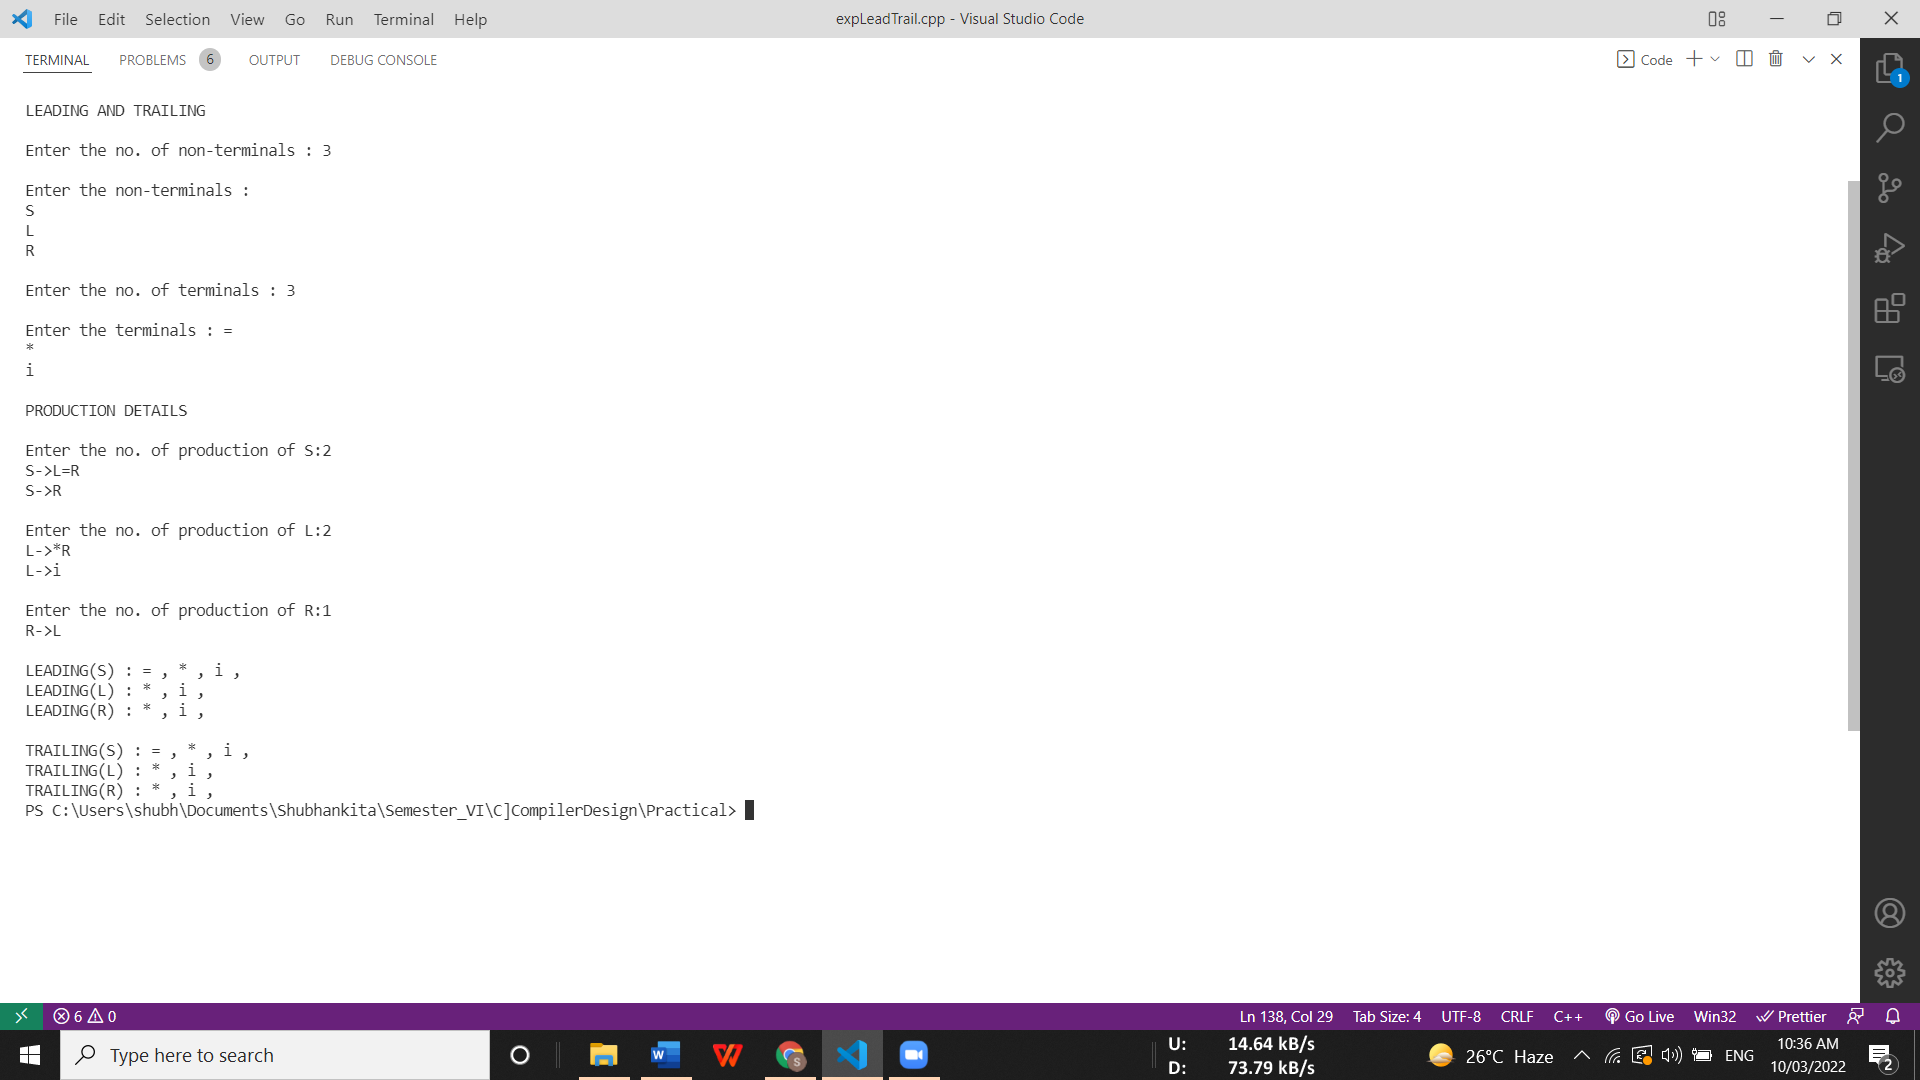 File Edit Selection View Go Run Terminal Help
expLeadTrail.cpp - Visual Studio Code
TERMINAL PROBLEMS 6 OUTPUT DEBUG CONSOLE
Code
1
LEADING AND TRAILING
Enter the no. of non-terminals : 3
Enter the non-terminals :
S
L
R
Enter the no. of terminals : 3
Enter the terminals : =
*
i
PRODUCTION DETAILS
Enter the no. of production of S:2
S->L=R
S->R
Enter the no. of production of L:2
L->*R
L->i
Enter the no. of production of R:1
R->L
LEADING(S) : = , * , i ,
LEADING(L) : * , i ,
LEADING(R) : * , i ,
TRAILING(S) : = , * , i ,
TRAILING(L) : * , i ,
TRAILING(R) : * , i ,
PS C:\Users\shubh\Documents\Shubhankita\Semester_VI\C]CompilerDesign\Practical>
6 0
Ln 138, Col 29 Tab Size: 4 UTF-8 CRLF C++ Go Live Win32 Prettier
Type here to search
W
S
U: 14.64 kB/s
D: 73.79 kB/s
26°C Haze
ENG
10:36 AM
10/03/2022
2